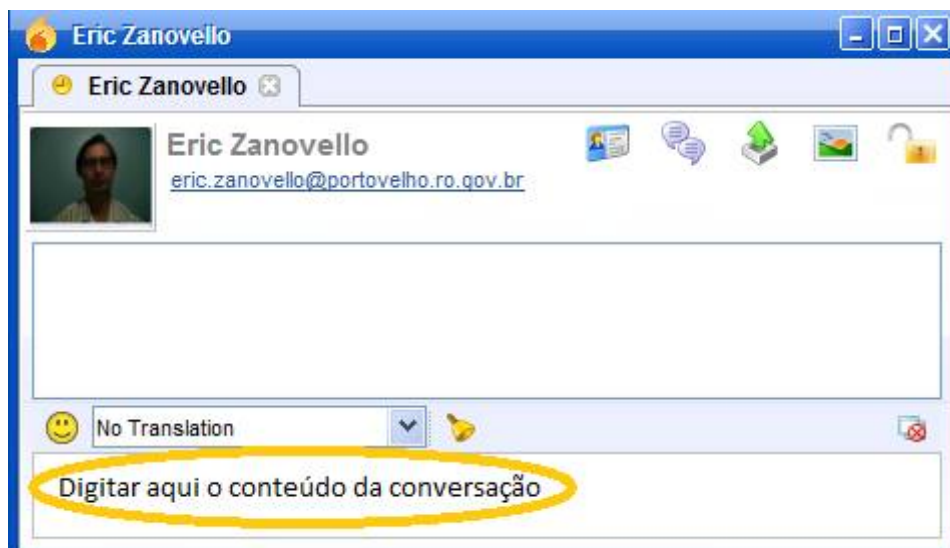 Eric Zanovello
Eric Zanovello
Eric Zanovello
eric.zanovello@portovelho.ro.gov.br
No Translation
Digitar aqui o conteúdo da conversação